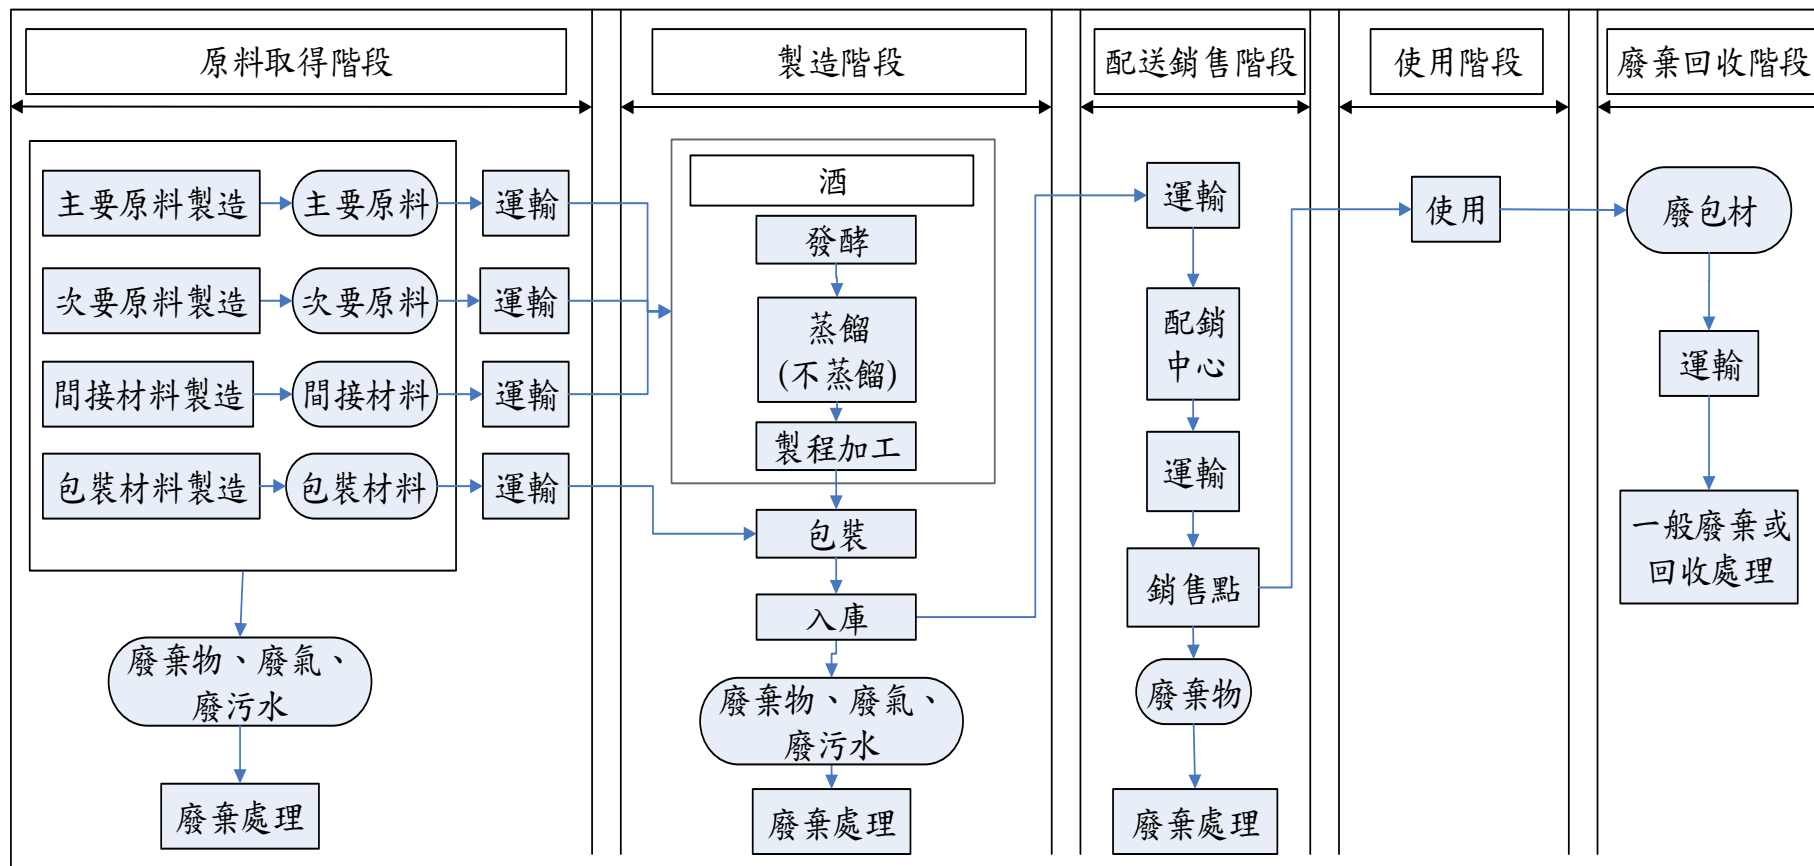 原料取得階段
製造階段
配送銷售階段
使用階段
廢棄回收階段
主要原料製造
主要原料
運輸
次要原料製造
次要原料
運輸
間接材料製造
間接材料
運輸
包裝材料製造
包裝材料
運輸
廢棄物、廢氣、
廢污水
廢棄處理
酒
發酵
蒸餾
(不蒸餾)
製程加工
包裝
入庫
廢棄物、廢氣、
廢污水
廢棄處理
運輸
配銷
中心
運輸
銷售點
廢棄物
廢棄處理
使用
廢包材
運輸
一般廢棄或
回收處理